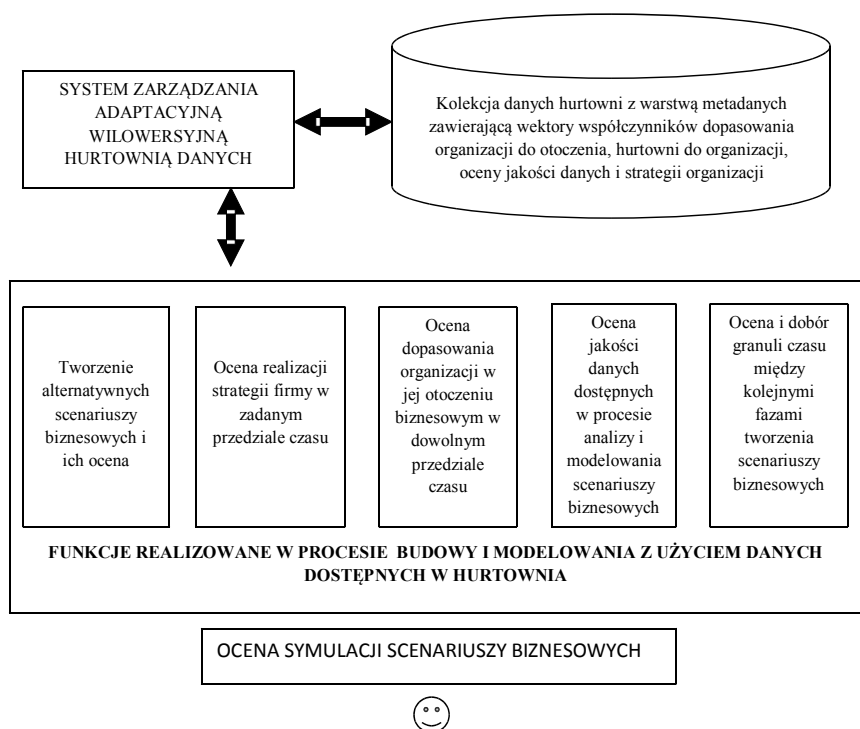 SYSTEM ZARZĄDZANIA
ADAPTACYJNĄ
WILOWERSYJNĄ
HURTOWNIĄ DANYCH
Kolekcja danych hurtowni z warstwą metadanych
zawierającą wektory współczynników dopasowania
organizacji do otoczenia, hurtowni do organizacji,
oceny jakości danych i strategii organizacji
Tworzenie
alternatywnych
scenariuszy
biznesowych i
ich ocena
Ocena realizacji
strategii firmy w
zadanym
przedziale czasu
Ocena
dopasowania
organizacji w
jej otoczeniu
biznesowym w
dowolnym
przedziale
czasu
Ocena
jakości
danych
dostępnych
w procesie
analizy i
modelowania
scenariuszy
biznesowych
Ocena i dobór
granuli czasu
między
kolejnymi
fazami
tworzenia
scenariuszy
biznesowych
FUNKCJE REALIZOWANE W PROCESIE BUDOWY I MODELOWANIA Z UŻYCIEM DANYCH
DOSTĘPNYCH W HURTOWNIA
OCENA SYMULACJI SCENARIUSZY BIZNESOWYCH